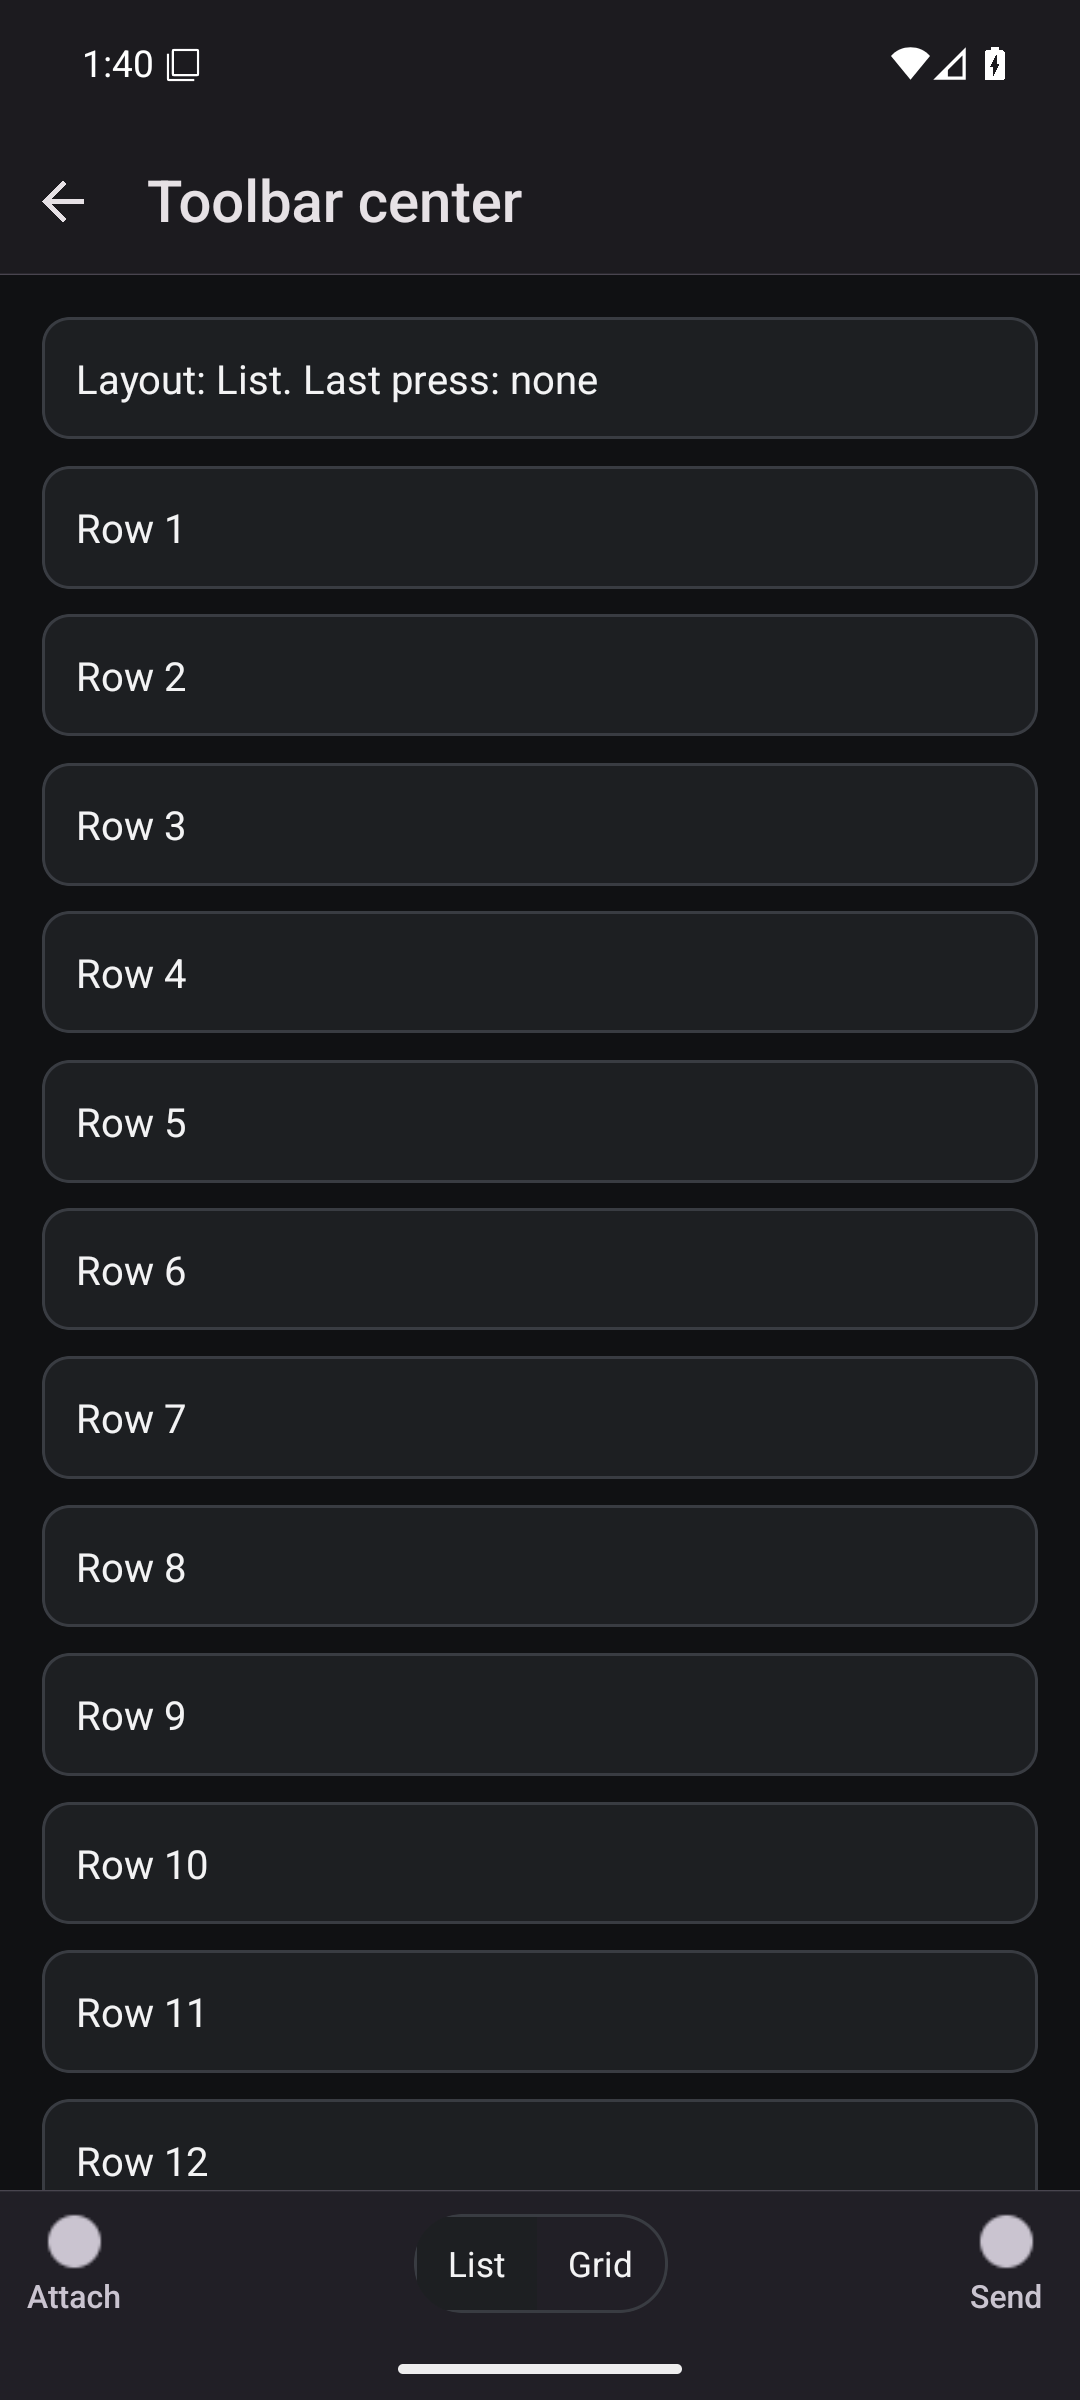 1:40
Toolbar center
Layout: List. Last press: none
Row 1
Row 2
Row 3
Row 4
Row 5
Row 6
Row 7
Row 8
Row 9
Row 10
Row 11
Row 12
Attach
List
Grid
Send